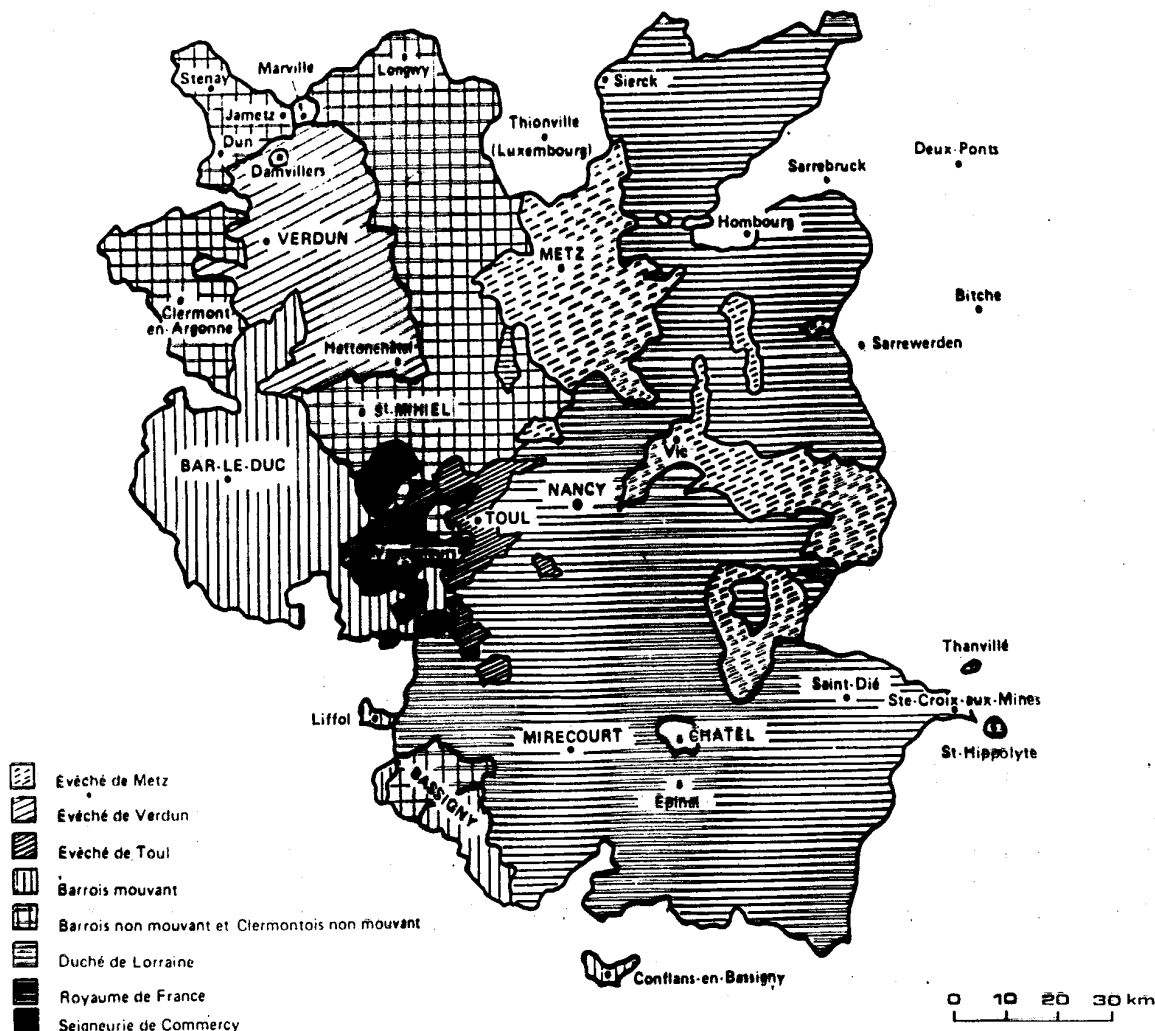 Stenay
Marville
Longwy
Sierck
Jametz
Thionville
(Luxembourg)
Dun
Damvillers
Deux-Ponts
Sarrebruck
Hombourg
VERDUN
METZ
Bitche
Clermont
en-Argonne
Sarrewerden
Hattonchâtel
St. MIHIEL
BAR-LE-DUC
Vic
NANCY
TOUL
Thanvillé
Saint-Dié
Ste-Croix-aux-Mines
Liffol
MIRECOURT
CHATEL
St-Hippolyte
BASSIGNY
Épinal
Évêché de Metz
Évêché de Verdun
Évêché de Toul
Barrois mouvant
Barrois non mouvant et Clermontois non mouvant
Duché de Lorraine
Royaume de France
Seigneurie de Commercy
Conflans-en-Bassigny
0 10 20 30 km